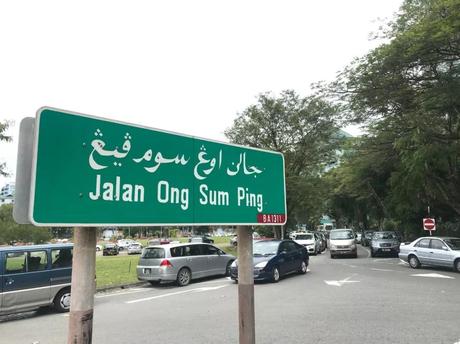 جالن اوڠ سوم ڤيڠ
Jalan Ong Sum Ping
BA1311